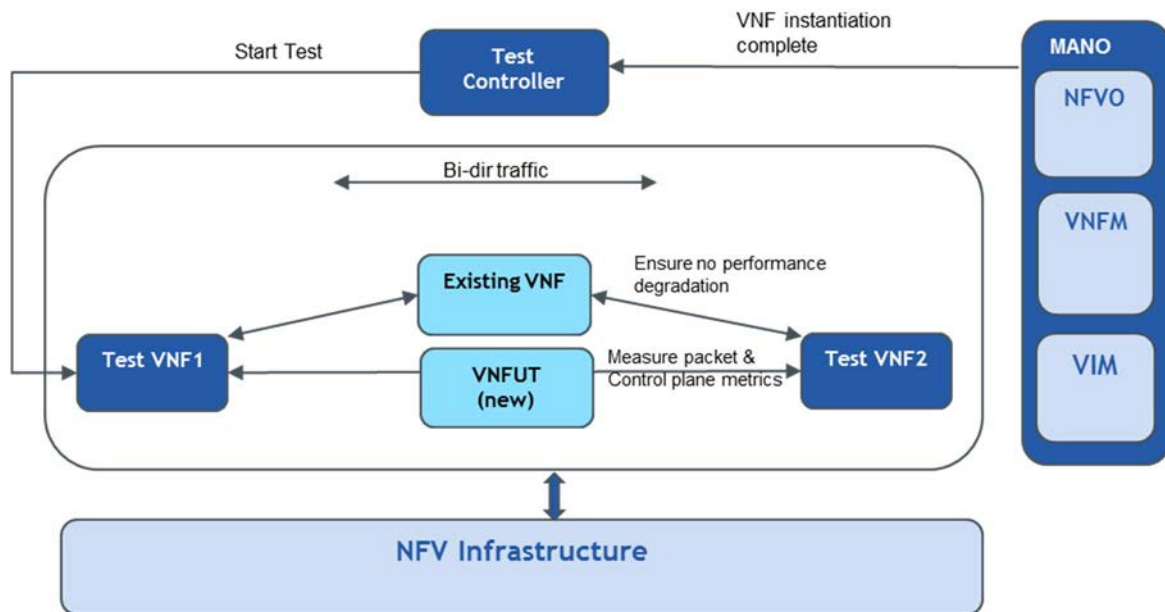 VNF instantiation
complete
Start Test
Test
Controller
MANO
NFVO
VNFM
VIM
Bi-dir traffic
Existing VNF
Ensure no performance
degradation
Test VNF1
VNFUT
(new)
Measure packet &
Control plane metrics
Test VNF2
NFV Infrastructure